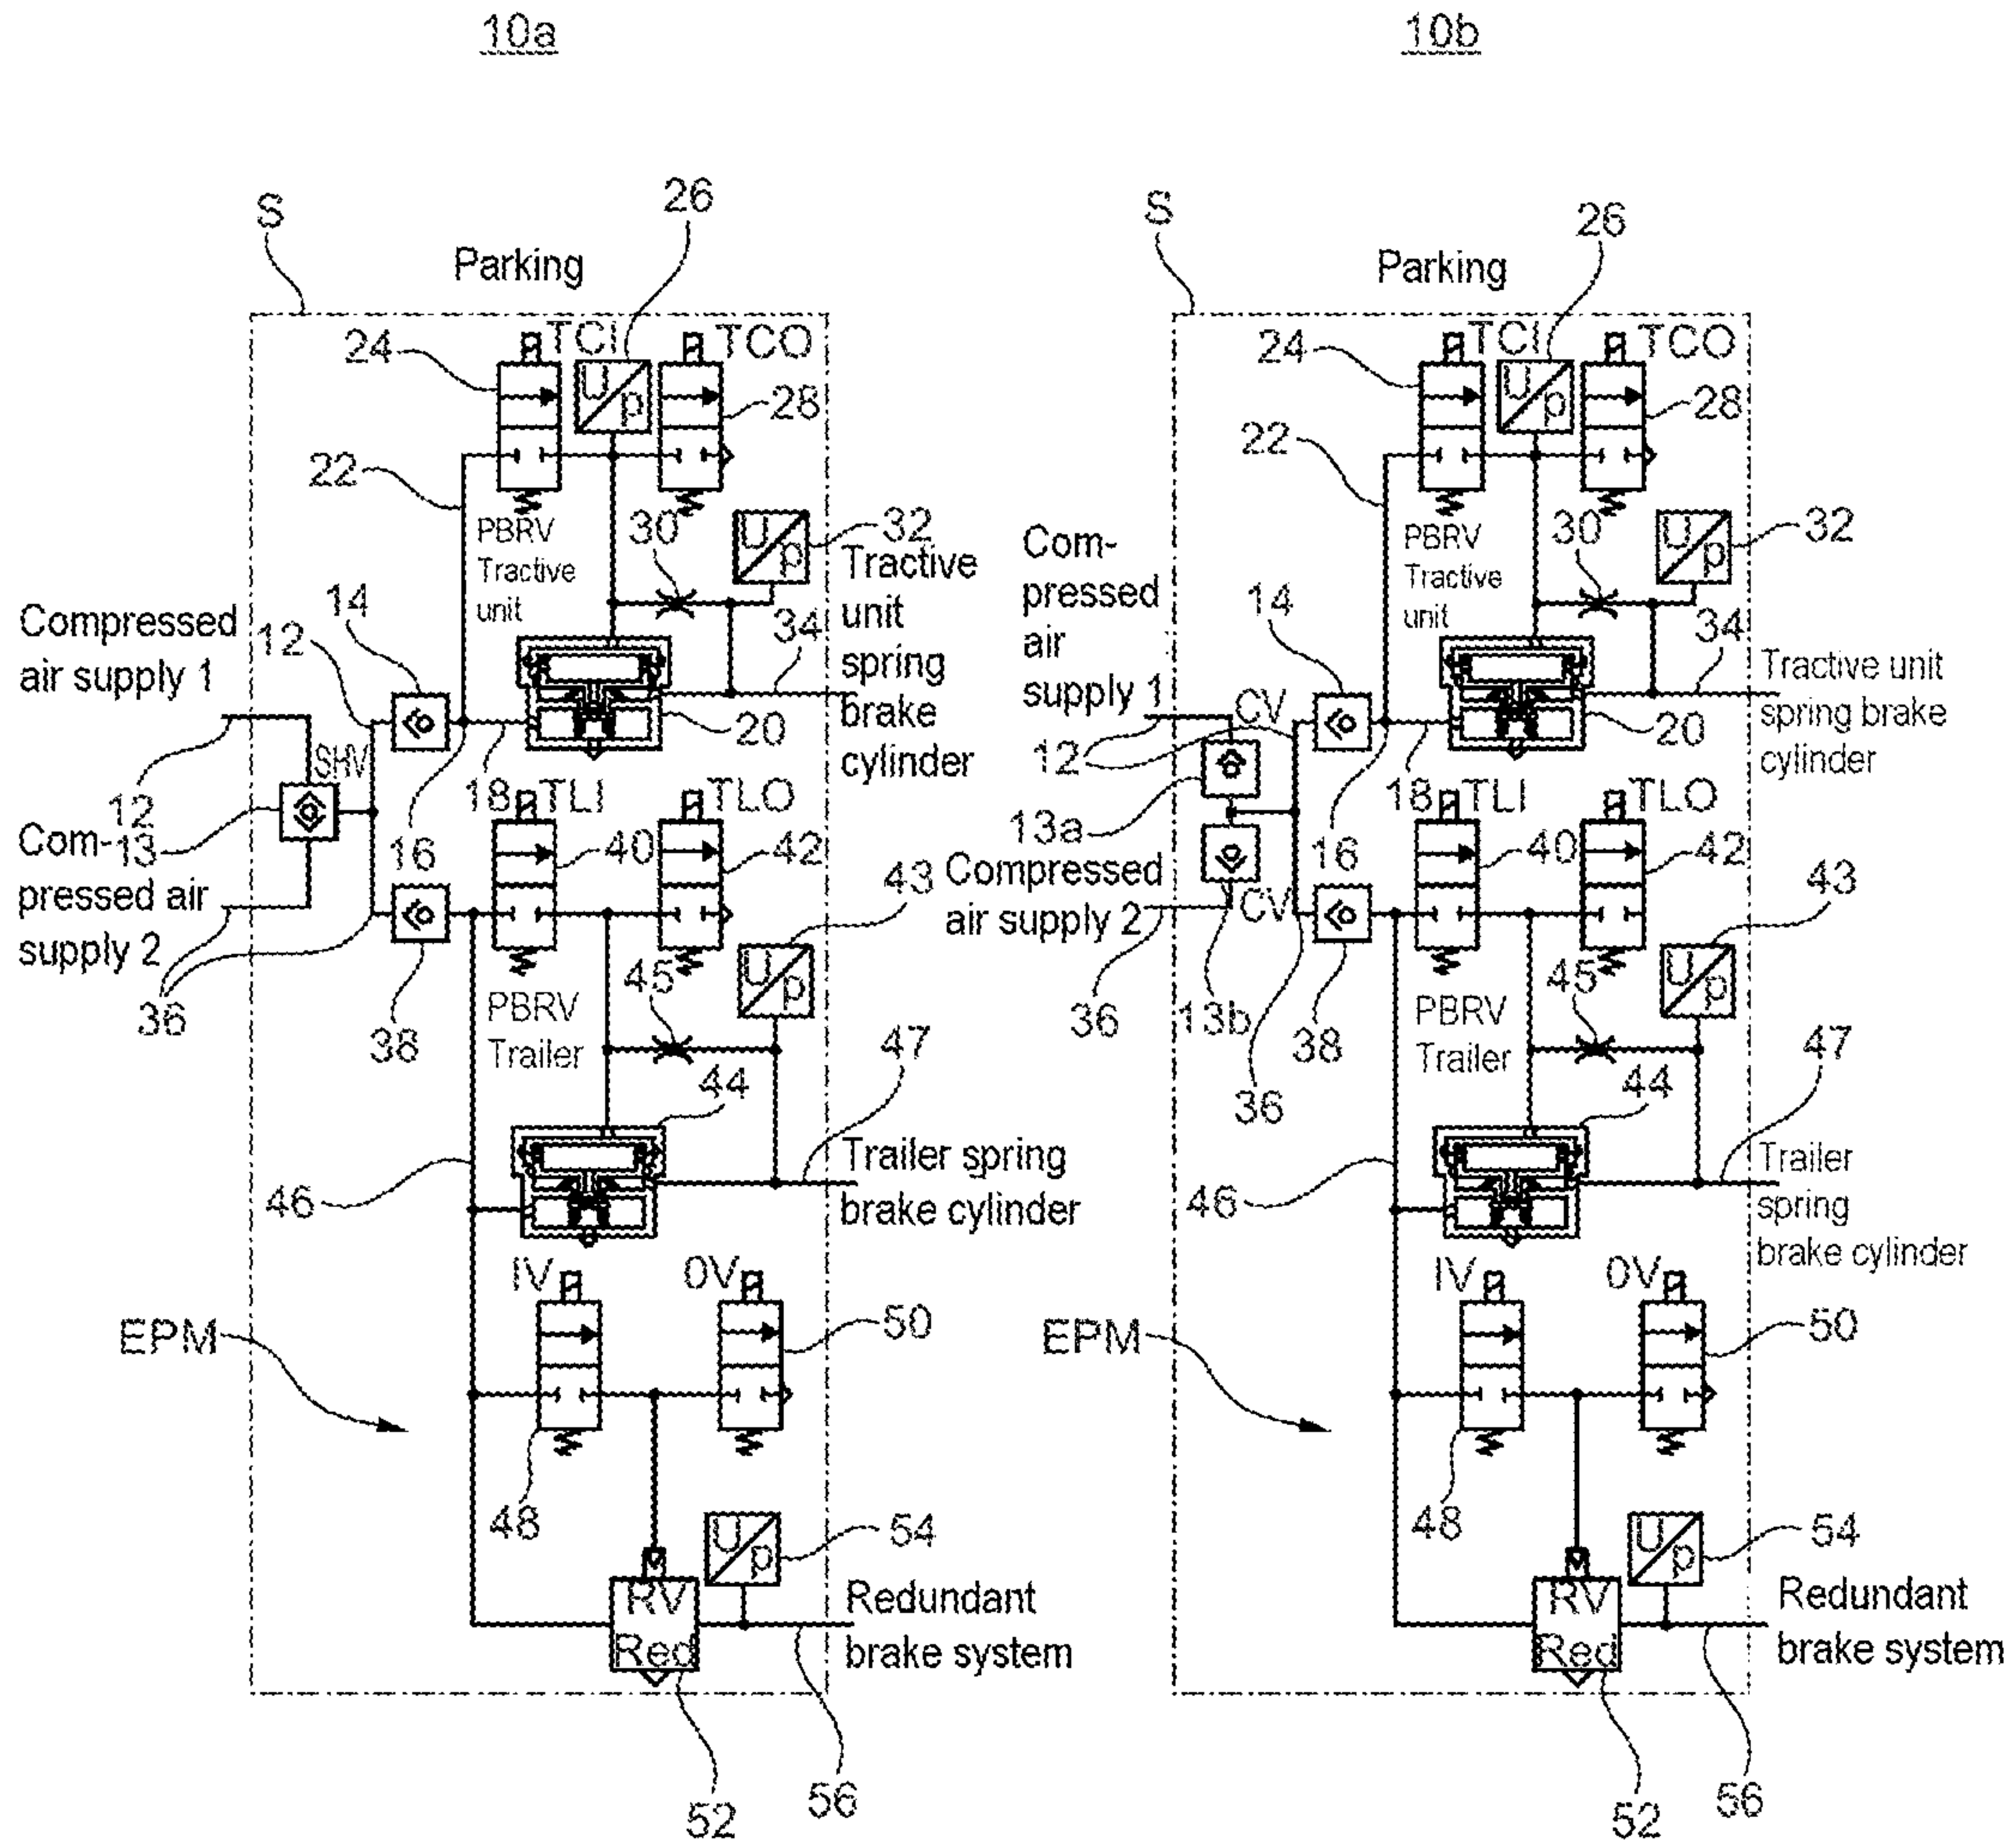 10a
S
Parking
26
24
TCI
U
p
TCO
28
22
PBRV
Tractive
unit
30
U
p
32
Tractive
unit
spring
brake
cylinder
Compressed
air supply 1
12
14
34
20
SHV
18
12
13
Com-
pressed air
supply 2
16
TLI
40
TLO
42
43
36
38
PBRV
Trailer
45
U
p
47
44
Trailer spring
brake cylinder
46
IV
0V
50
EPM
48
U
p
54
RV
Red
Redundant
brake system
52
56
10b
S
Parking
26
24
TCI
U
p
TCO
28
22
PBRV
Tractive
unit
30
U
p
32
Com-
pressed
air
supply 1
14
34
Tractive unit
spring brake
cylinder
CV
12
20
18
13a
16
TLI
40
TLO
42
43
Compressed
air supply 2
CV
36
13b
36
38
PBRV
Trailer
45
U
p
47
44
Trailer
spring
brake cylinder
46
IV
0V
50
EPM
48
U
p
54
RV
Red
Redundant
brake system
52
56